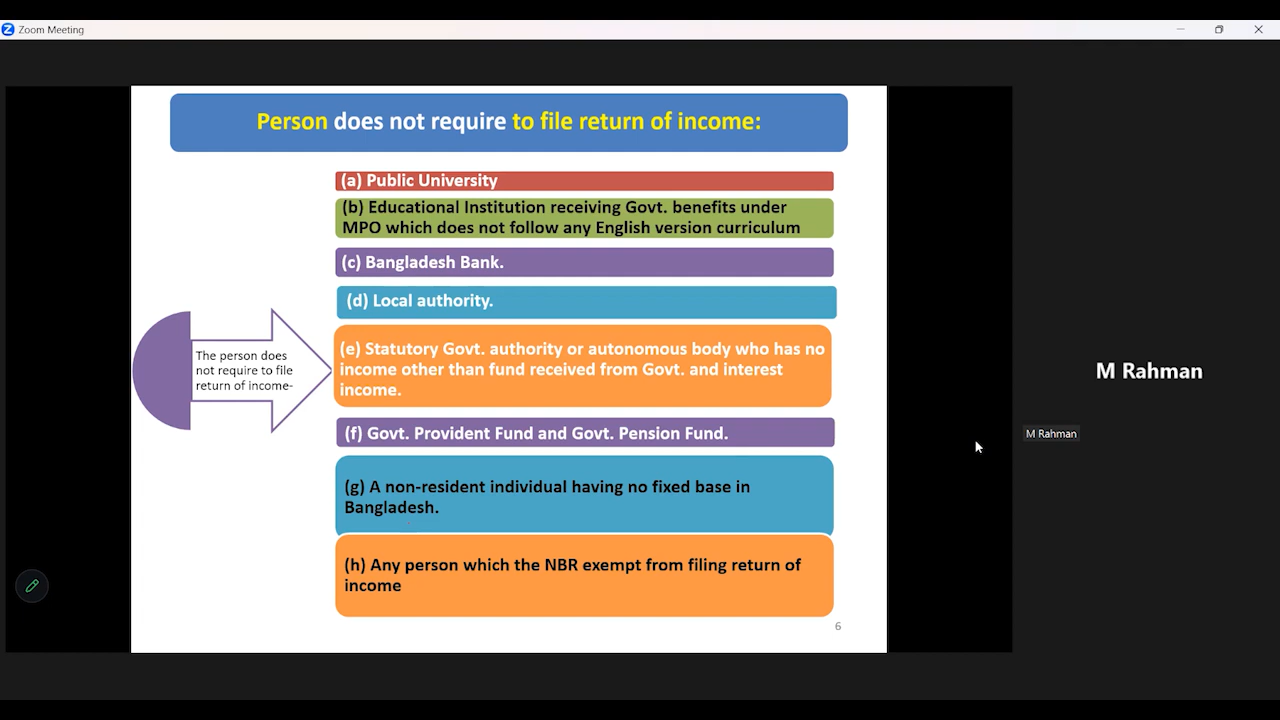 Zoom Meeting
Person does not require to file return of income:
(a) Public University
(b) Educational Institution receiving Govt. benefits under
MPO which does not follow any English version curriculum
(c) Bangladesh Bank.
(d) Local authority.
(e) Statutory Govt. authority or autonomous body who has no
income other than fund received from Govt. and interest
income.
The person does
not require to file
return of income-
(f) Govt. Provident Fund and Govt. Pension Fund.
(g) A non-resident individual having no fixed base in
Bangladesh.
(h) Any person which the NBR exempt from filing return of
income
6
M Rahman
M Rahman